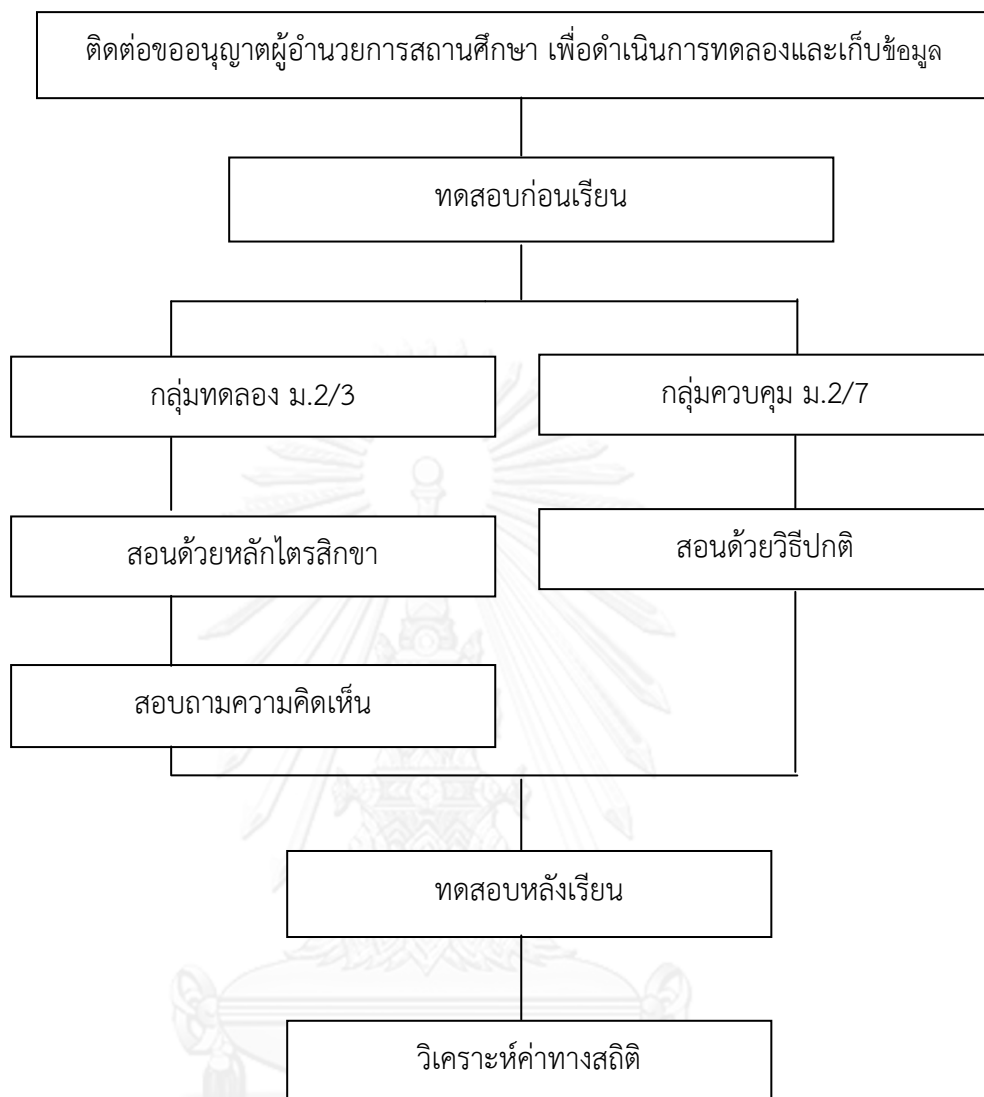 ติดต่อขออนุญาตผู้อำนวยการสถานศึกษา เพื่อดำเนินการทดลองและเก็บข้อมูล
ทดสอบก่อนเรียน
กลุ่มทดลอง ม.2/3
กลุ่มควบคุม ม.2/7
สอนด้วยหลักไตรสิกขา
สอนด้วยวิธีปกติ
สอบถามความคิดเห็น
ทดสอบหลังเรียน
วิเคราะห์ค่าทางสถิติ